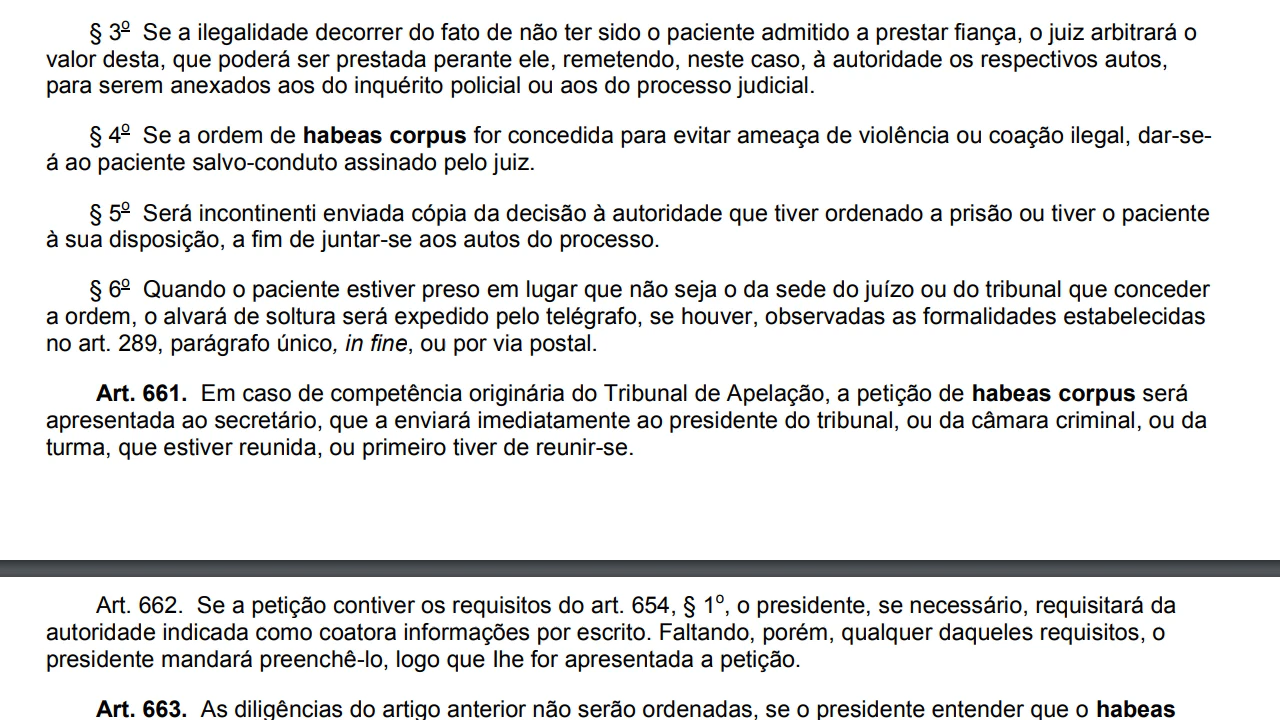 § 3º Se a ilegalidade decorrer do fato de não ter sido o paciente admitido a prestar fiança, o juiz arbitrará o
valor desta, que poderá ser prestada perante ele, remetendo, neste caso, à autoridade os respectivos autos,
para serem anexados aos do inquérito policial ou aos do processo judicial.
§ 4º Se a ordem de habeas corpus for concedida para evitar ameaça de violência ou coação ilegal, dar-se-
á ao paciente salvo-conduto assinado pelo juiz.
§ 5º Será incontinenti enviada cópia da decisão à autoridade que tiver ordenado a prisão ou tiver o paciente
à sua disposição, a fim de juntar-se aos autos do processo.
§ 6º Quando o paciente estiver preso em lugar que não seja o da sede do juízo ou do tribunal que conceder
a ordem, o alvará de soltura será expedido pelo telégrafo, se houver, observadas as formalidades estabelecidas
no art. 289, parágrafo único, in fine, ou por via postal.
Art. 661. Em caso de competência originária do Tribunal de Apelação, a petição de habeas corpus será
apresentada ao secretário, que a enviará imediatamente ao presidente do tribunal, ou da câmara criminal, ou da
turma, que estiver reunida, ou primeiro tiver de reunir-se.
Art. 662. Se a petição contiver os requisitos do art. 654, § 1º, o presidente, se necessário, requisitará da
autoridade indicada como coatora informações por escrito. Faltando, porém, qualquer daqueles requisitos, o
presidente mandará preenchê-lo, logo que lhe for apresentada a petição.
Art. 663. As diligências do artigo anterior não serão ordenadas, se o presidente entender que o habeas